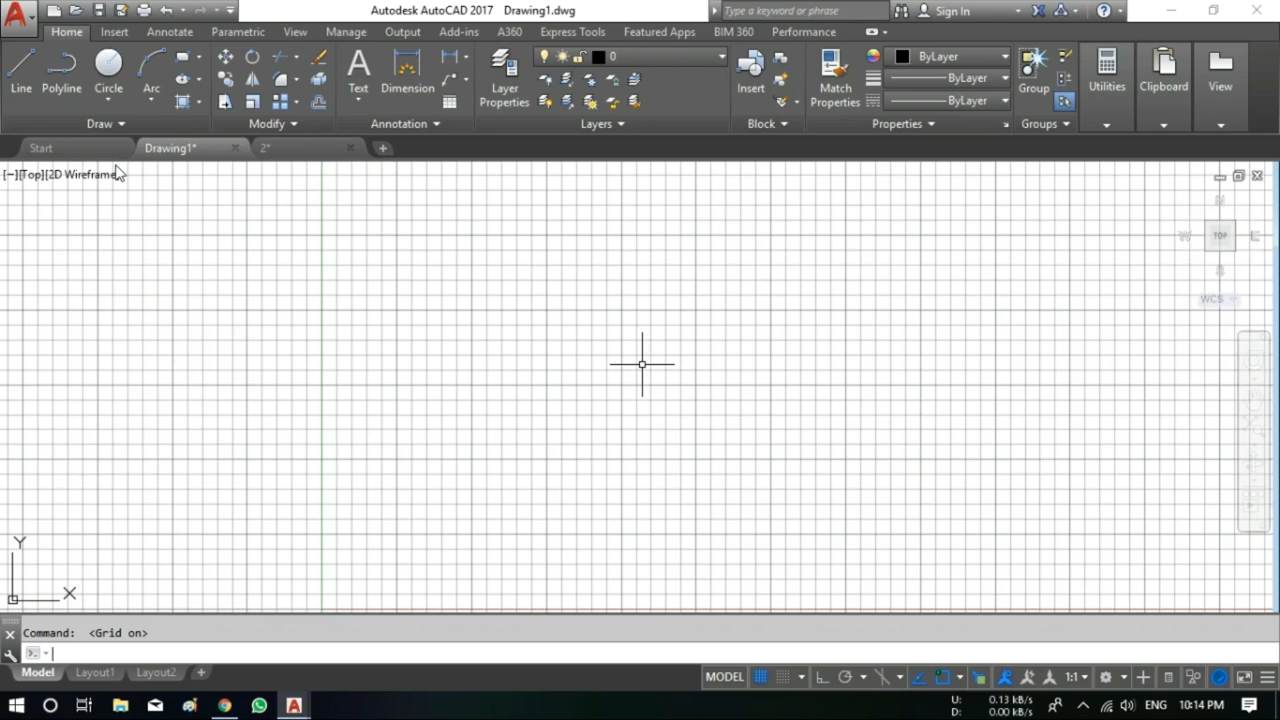 Autodesk AutoCAD 2017 Drawing1.dwg
Type a keyword or phrase
Sign In
Home Insert Annotate Parametric View Manage Output Add-ins A360 Express Tools Featured Apps BIM 360 Performance
0
ByLayer
ByLayer
ByLayer
Line Polyline Circle Arc
Text Dimension
Layer Properties
Insert
Match Properties
Group
Utilities Clipboard View
Draw Modify Annotation Layers Block Properties Groups
Start Drawing1* 2*
[−][Top][2D Wireframe
N
W TOP E
WCS
Y
X
Command: <Grid on>
Model Layout1 Layout2
MODEL 1:1
U: 0.13 kB/s
D: 0.00 kB/s
ENG 10:14 PM